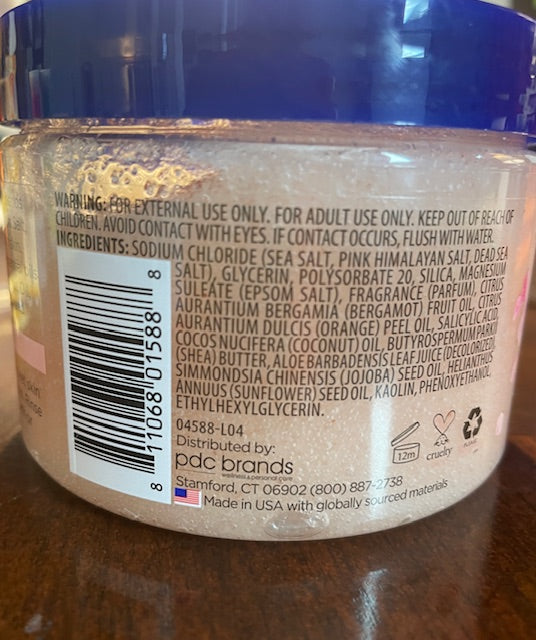 WARNING: FOR EXTERNAL USE ONLY. FOR ADULT USE ONLY. KEEP OUT OF REACH OF
CHILDREN. AVOID CONTACT WITH EYES. IF CONTACT OCCURS, FLUSH WITH WATER.
INGREDIENTS: SODIUM CHLORIDE (SEA SALT, PINK HIMALAYAN SALT, DEAD SEA
SALT), GLYCERIN, POLYSORBATE 20, SILICA, MAGNESIUM
SULFATE (EPSOM SALT), FRAGRANCE (PARFUM), CITRUS
AURANTIUM BERGAMIA (BERGAMOT) FRUIT OIL, CITRUS
AURANTIUM DULCIS (ORANGE) PEEL OIL, SALICYLIC ACID,
COCOS NUCIFERA (COCONUT) OIL, BUTYROSPERMUM PARKII
(SHEA) BUTTER, ALOE BARBADENSIS LEAF JUICE (DECOLORIZED),
SIMMONDSIA CHINENSIS (JOJOBA) SEED OIL, HELIANTHUS
ANNUUS (SUNFLOWER) SEED OIL, KAOLIN, PHENOXYETHANOL,
ETHYLHEXYLGLYCERIN.
8 11068 01588 8
04588-L04
Distributed by:
pdc brands
wellness & personal care
Stamford, CT 06902 (800) 887-2738
Made in USA with globally sourced materials
12m
cruelty
PLEASE
skin